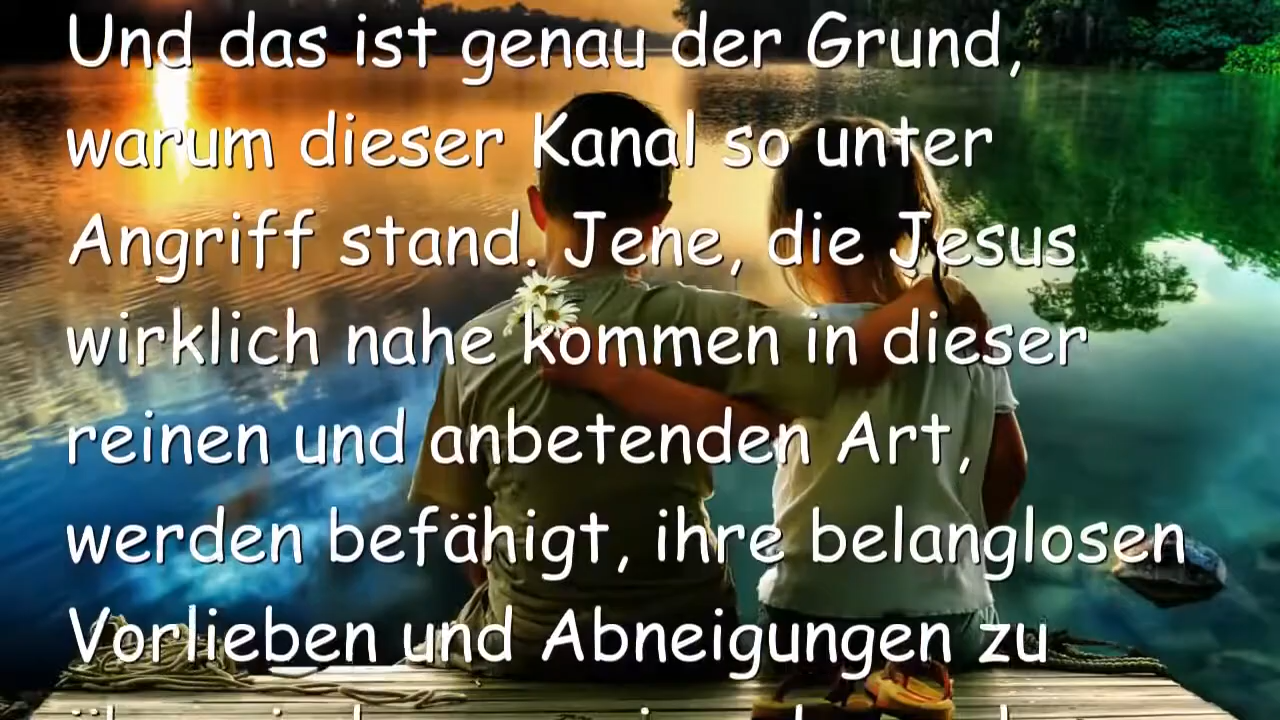 Und das ist genau der Grund,
warum dieser Kanal so unter
Angriff stand. Jene, die Jesus
wirklich nahe kommen in dieser
reinen und anbetenden Art,
werden befähigt, ihre belanglosen
Vorlieben und Abneigungen zu